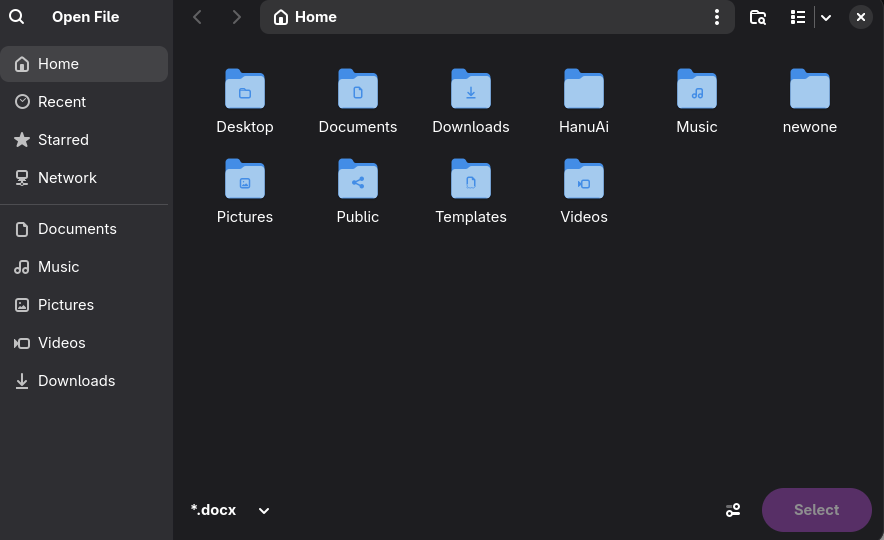 Open File
Home
Home
Recent
Starred
Network
Documents
Music
Pictures
Videos
Downloads
Desktop Documents Downloads HanuAi Music newone
Pictures Public Templates Videos
*.docx
Select